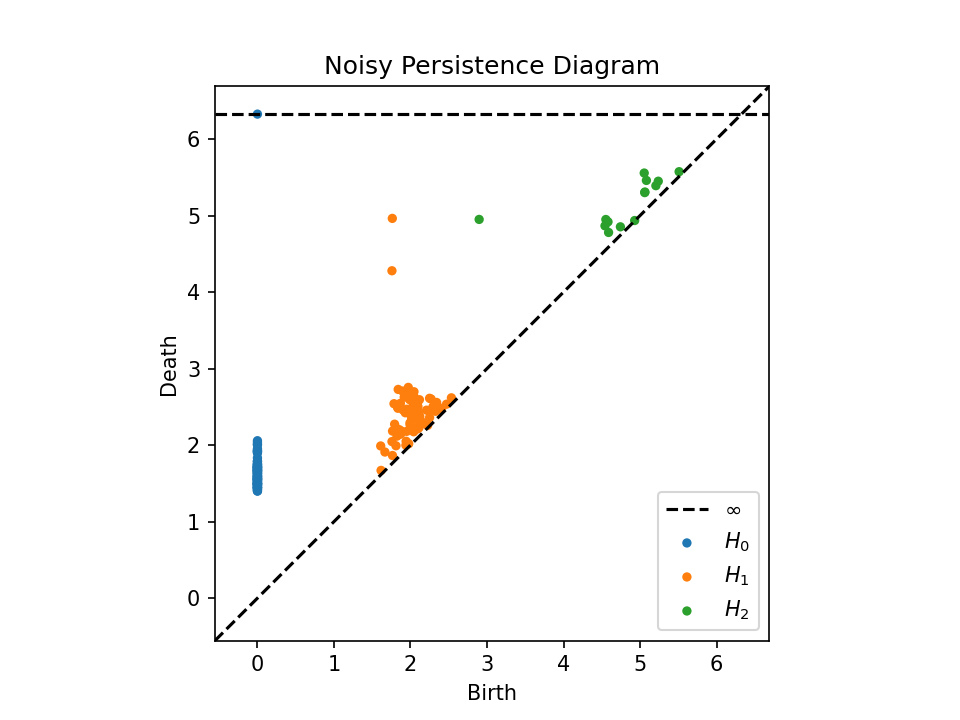 Noisy Persistence Diagram
Death
6
5
4
3
2
1
0
∞
H₀
H₁
H₂
0 1 2 3 4 5 6
Birth